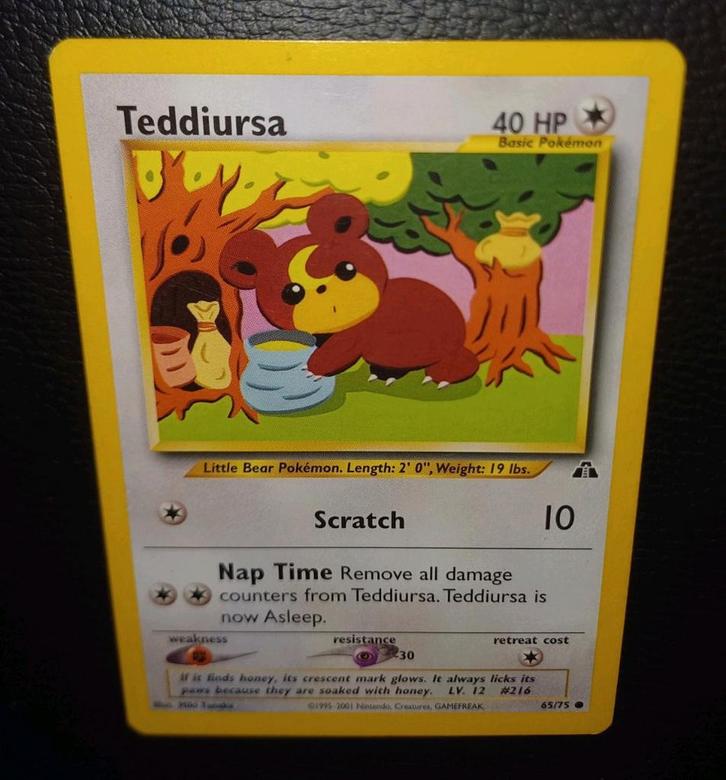 Teddiursa
40 HP
Basic Pokémon
Little Bear Pokémon. Length: 2' 0", Weight: 19 lbs.
Scratch 10
Nap Time Remove all damage
counters from Teddiursa. Teddiursa is
now Asleep.
weakness resistance retreat cost
-30
If it finds honey, its crescent mark glows. It always licks its
paws because they are soaked with honey. LV. 12 #216
Illus. Miki Tanaka ©1995 2001 Nintendo, Creatures, GAMEFREAK. 65/75